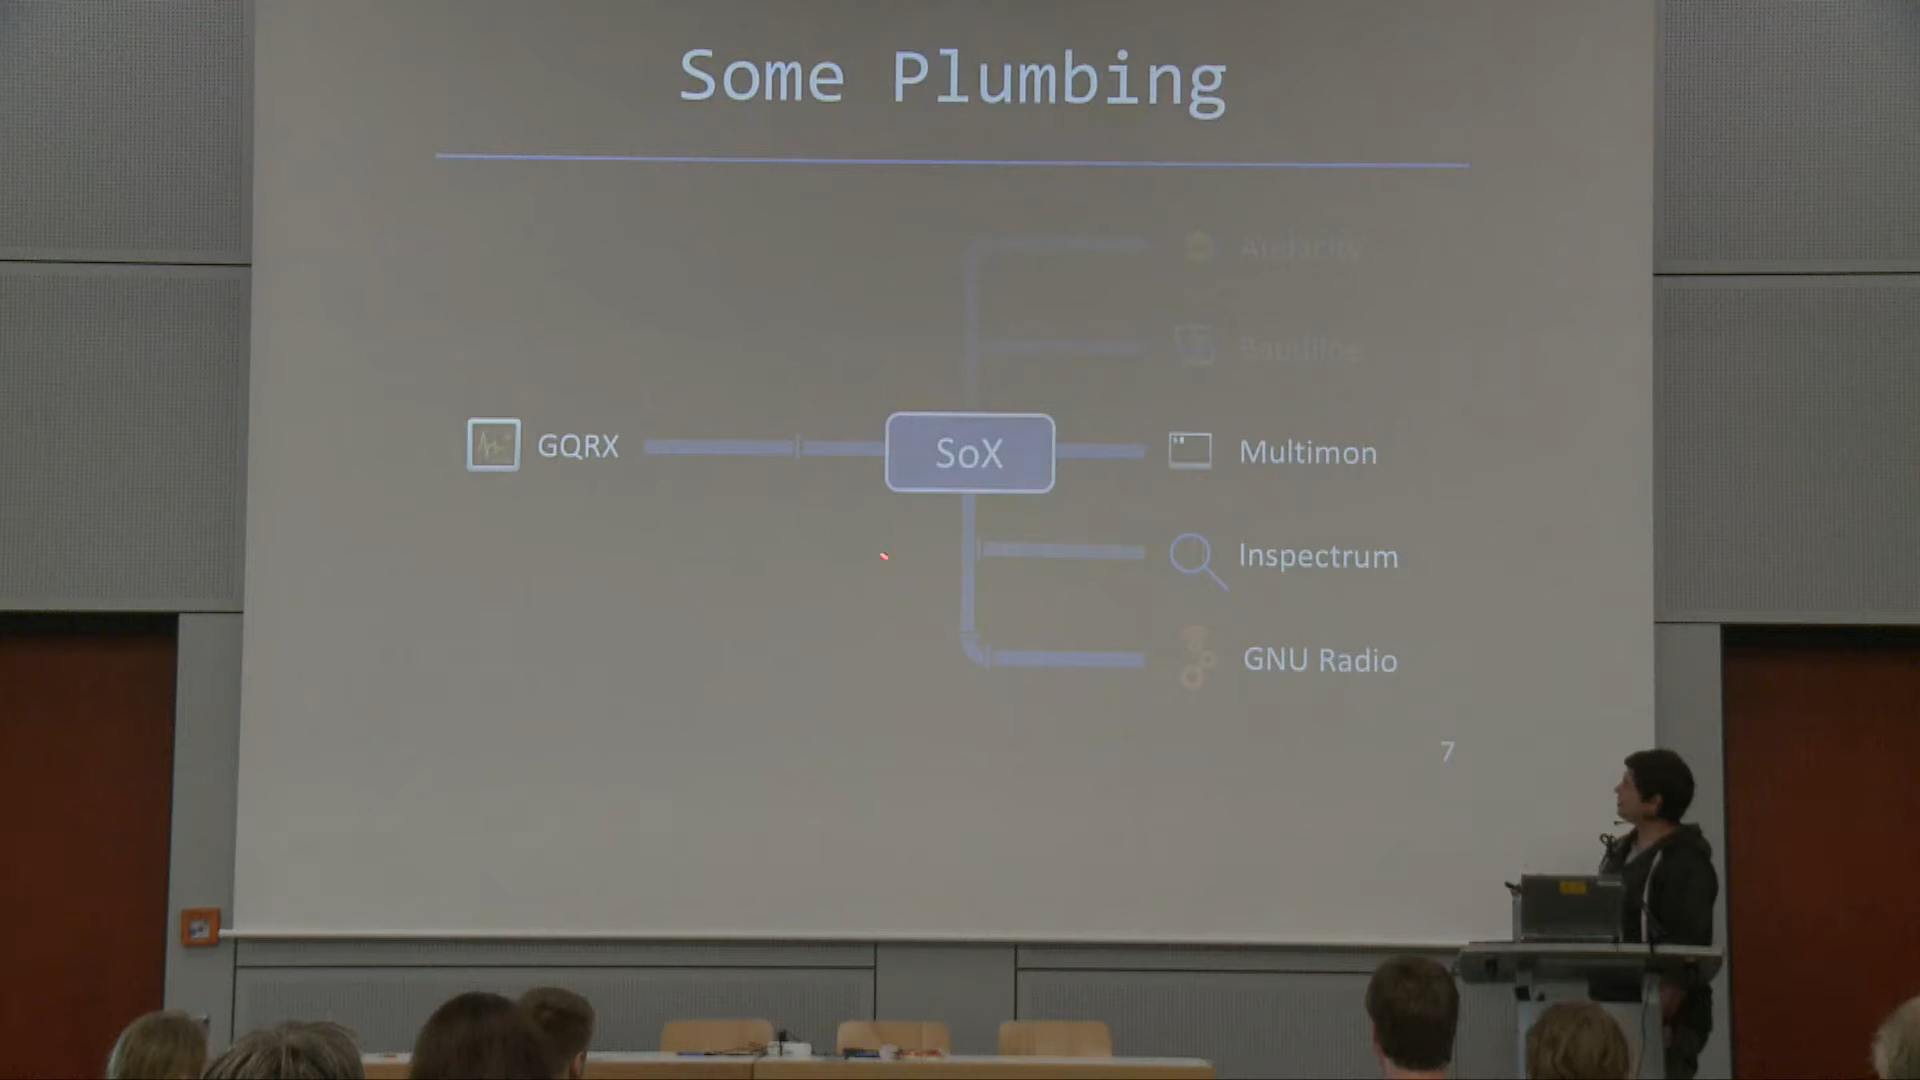 Some Plumbing
Audacity
Baudline
GQRX
SoX
Multimon
Inspectrum
GNU Radio
7